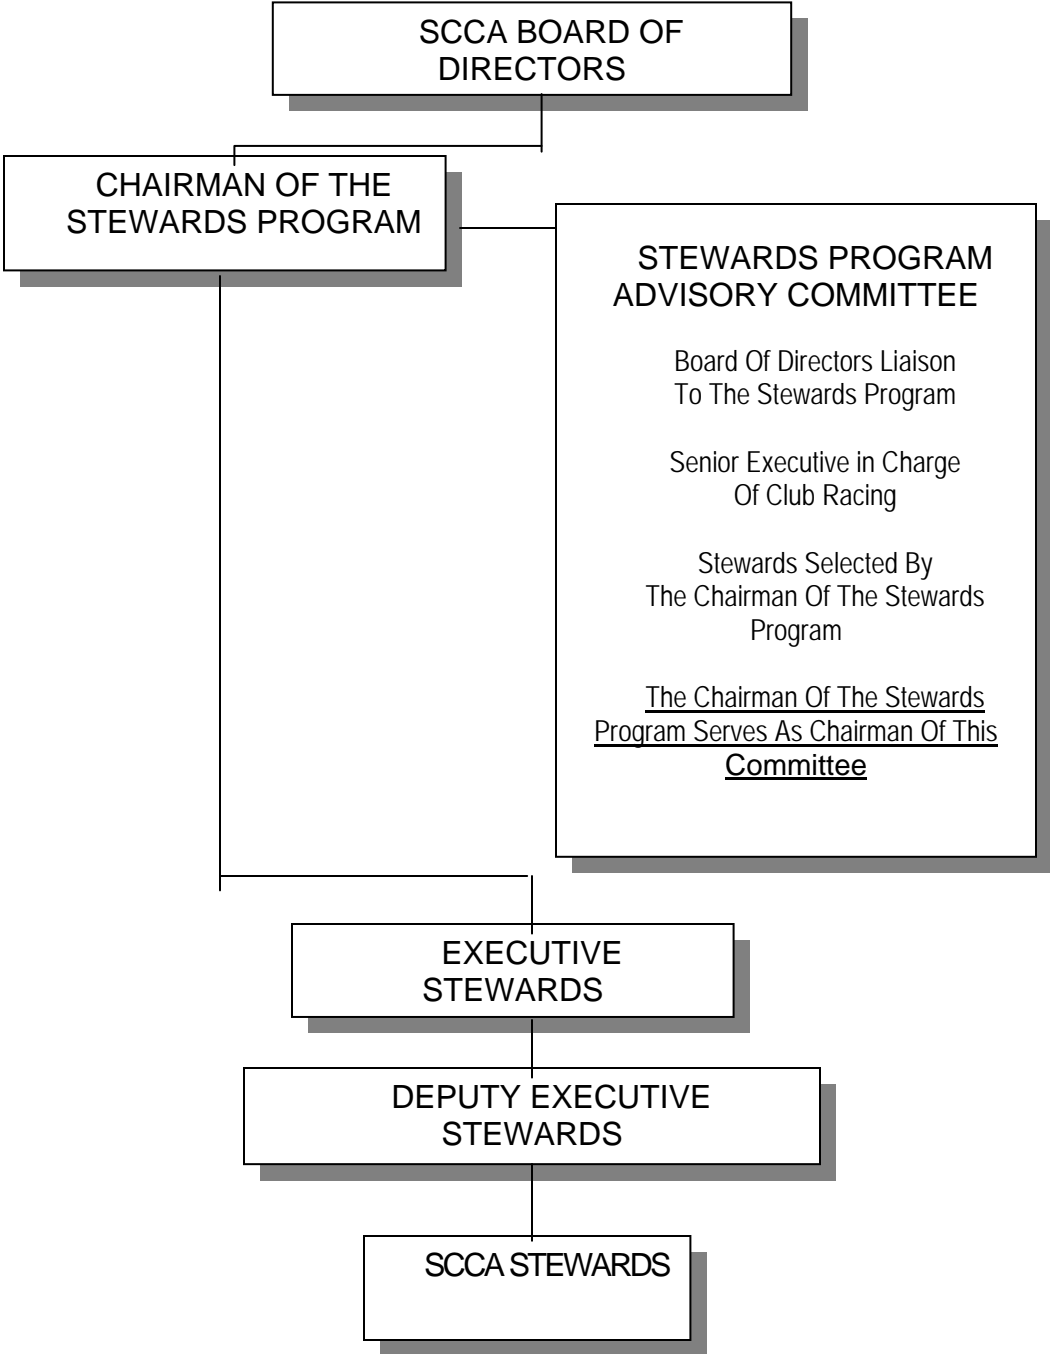 SCCA BOARD OF
DIRECTORS
CHAIRMAN OF THE
STEWARDS PROGRAM
STEWARDS PROGRAM
ADVISORY COMMITTEE
Board Of Directors Liaison
To The Stewards Program
Senior Executive in Charge
Of Club Racing
Stewards Selected By
The Chairman Of The Stewards
Program
The Chairman Of The Stewards
Program Serves As Chairman Of This
Committee
EXECUTIVE
STEWARDS
DEPUTY EXECUTIVE
STEWARDS
SCCA STEWARDS